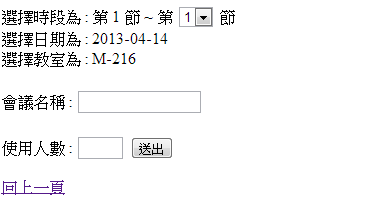 選擇時段為 : 第 1 節 ~ 第 1 節
選擇日期為 : 2013-04-14
選擇教室為 : M-216
會議名稱 :
使用人數 : 送出
回上一頁